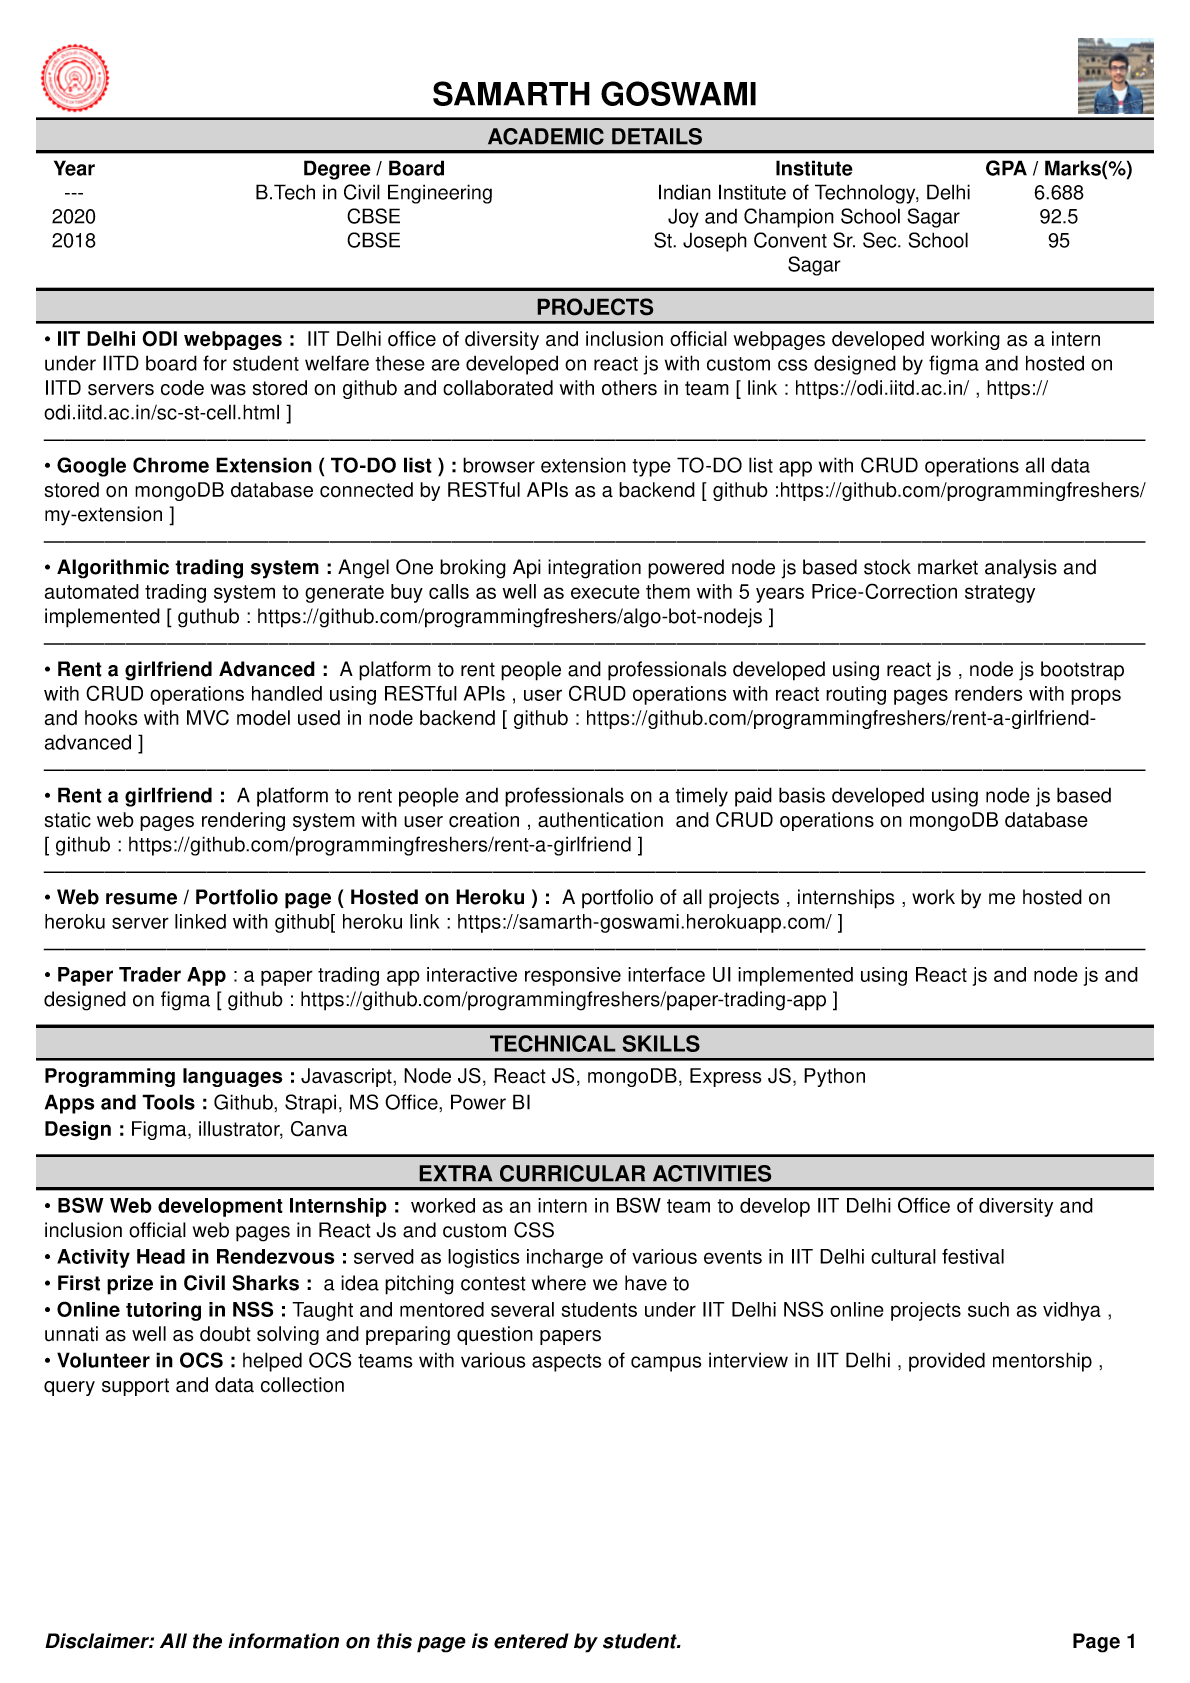 SAMARTH GOSWAMI
ACADEMIC DETAILS
Year Degree / Board Institute GPA / Marks(%)
--- B.Tech in Civil Engineering Indian Institute of Technology, Delhi 6.688
2020 CBSE Joy and Champion School Sagar 92.5
2018 CBSE St. Joseph Convent Sr. Sec. School 95
Sagar
PROJECTS
• IIT Delhi ODI webpages : IIT Delhi office of diversity and inclusion official webpages developed working as a intern
under IITD board for student welfare these are developed on react js with custom css designed by figma and hosted on
IITD servers code was stored on github and collaborated with others in team [ link : https://odi.iitd.ac.in/ , https://
odi.iitd.ac.in/sc-st-cell.html ]
• Google Chrome Extension ( TO-DO list ) : browser extension type TO-DO list app with CRUD operations all data
stored on mongoDB database connected by RESTful APIs as a backend [ github :https://github.com/programmingfreshers/
my-extension ]
• Algorithmic trading system : Angel One broking Api integration powered node js based stock market analysis and
automated trading system to generate buy calls as well as execute them with 5 years Price-Correction strategy
implemented [ guthub : https://github.com/programmingfreshers/algo-bot-nodejs ]
• Rent a girlfriend Advanced : A platform to rent people and professionals developed using react js , node js bootstrap
with CRUD operations handled using RESTful APIs , user CRUD operations with react routing pages renders with props
and hooks with MVC model used in node backend [ github : https://github.com/programmingfreshers/rent-a-girlfriend-
advanced ]
• Rent a girlfriend : A platform to rent people and professionals on a timely paid basis developed using node js based
static web pages rendering system with user creation , authentication and CRUD operations on mongoDB database
[ github : https://github.com/programmingfreshers/rent-a-girlfriend ]
• Web resume / Portfolio page ( Hosted on Heroku ) : A portfolio of all projects , internships , work by me hosted on
heroku server linked with github[ heroku link : https://samarth-goswami.herokuapp.com/ ]
• Paper Trader App : a paper trading app interactive responsive interface UI implemented using React js and node js and
designed on figma [ github : https://github.com/programmingfreshers/paper-trading-app ]
TECHNICAL SKILLS
Programming languages : Javascript, Node JS, React JS, mongoDB, Express JS, Python
Apps and Tools : Github, Strapi, MS Office, Power BI
Design : Figma, illustrator, Canva
EXTRA CURRICULAR ACTIVITIES
• BSW Web development Internship : worked as an intern in BSW team to develop IIT Delhi Office of diversity and
inclusion official web pages in React Js and custom CSS
• Activity Head in Rendezvous : served as logistics incharge of various events in IIT Delhi cultural festival
• First prize in Civil Sharks : a idea pitching contest where we have to
• Online tutoring in NSS : Taught and mentored several students under IIT Delhi NSS online projects such as vidhya ,
unnati as well as doubt solving and preparing question papers
• Volunteer in OCS : helped OCS teams with various aspects of campus interview in IIT Delhi , provided mentorship ,
query support and data collection
Disclaimer: All the information on this page is entered by student. Page 1